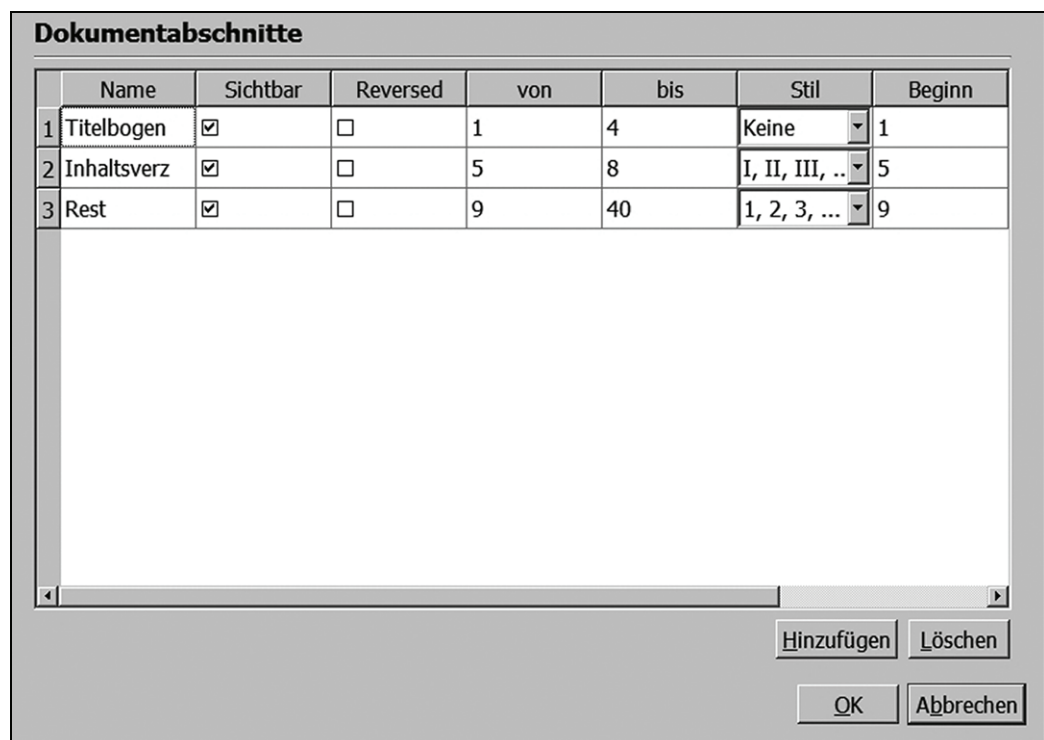 Dokumentabschnitte
Name Sichtbar Reversed von bis Stil Beginn
1 Titelbogen 1 4 Keine 1
2 Inhaltsverz 5 8 I, II, III, .. 5
3 Rest 9 40 1, 2, 3, ... 9
Hinzufügen Löschen
OK Abbrechen